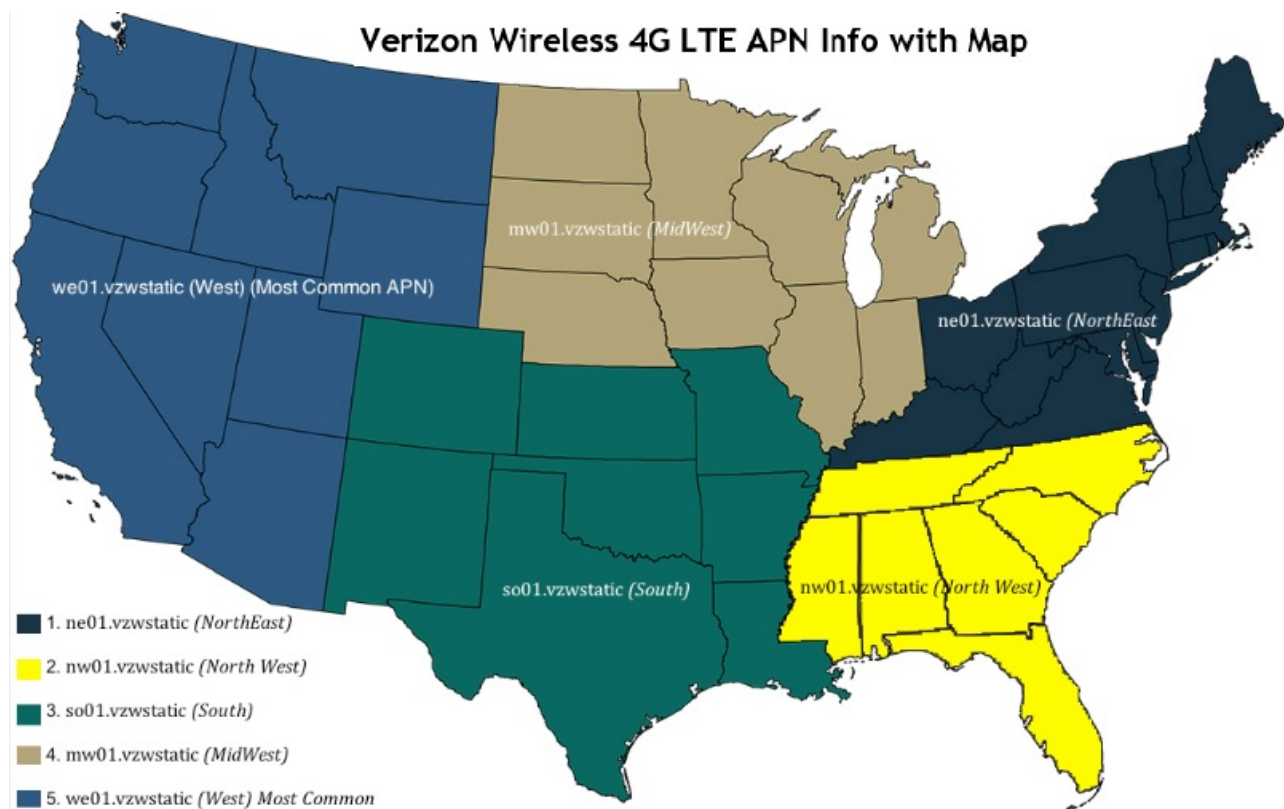 Verizon Wireless 4G LTE APN Info with Map
mw01.vzwstatic (MidWest)
we01.vzwstatic (West) (Most Common APN)
ne01.vzwstatic (NorthEast
so01.vzwstatic (South)
nw01.vzwstatic (North West)
1. ne01.vzwstatic (NorthEast)
2. nw01.vzwstatic (North West)
3. so01.vzwstatic (South)
4. mw01.vzwstatic (MidWest)
5. we01.vzwstatic (West) Most Common